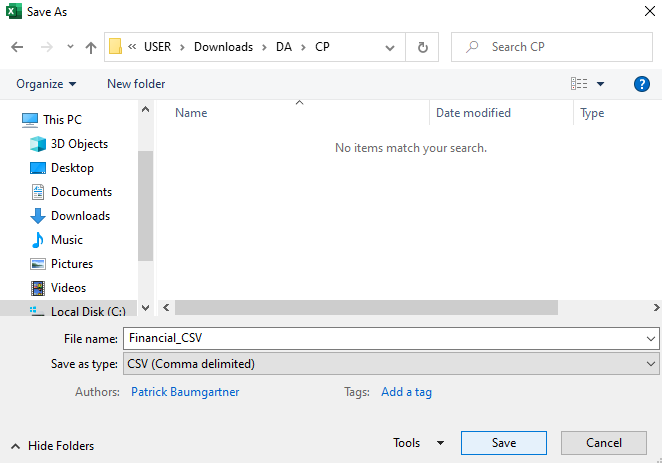 Save As
« USER > Downloads > DA > CP
Search CP
Organize
New folder
?
Name
Date modified
Type
This PC
3D Objects
Desktop
Documents
Downloads
Music
Pictures
Videos
Local Disk (C:)
No items match your search.
File name: Financial_CSV
Save as type: CSV (Comma delimited)
Authors: Patrick Baumgartner
Tags: Add a tag
Hide Folders
Tools
Save
Cancel